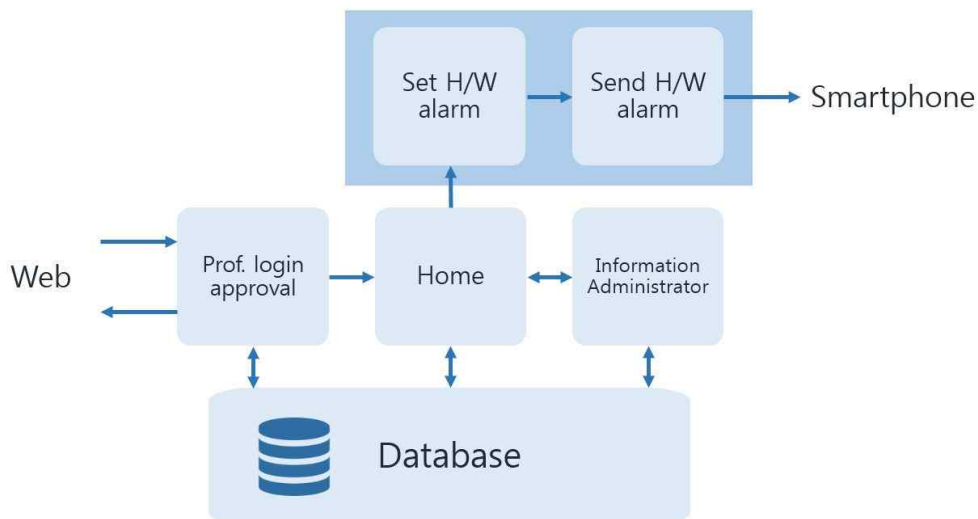 Set H/W
alarm
Send H/W
alarm
Smartphone
Web
Prof. login
approval
Home
Information
Administrator
Database